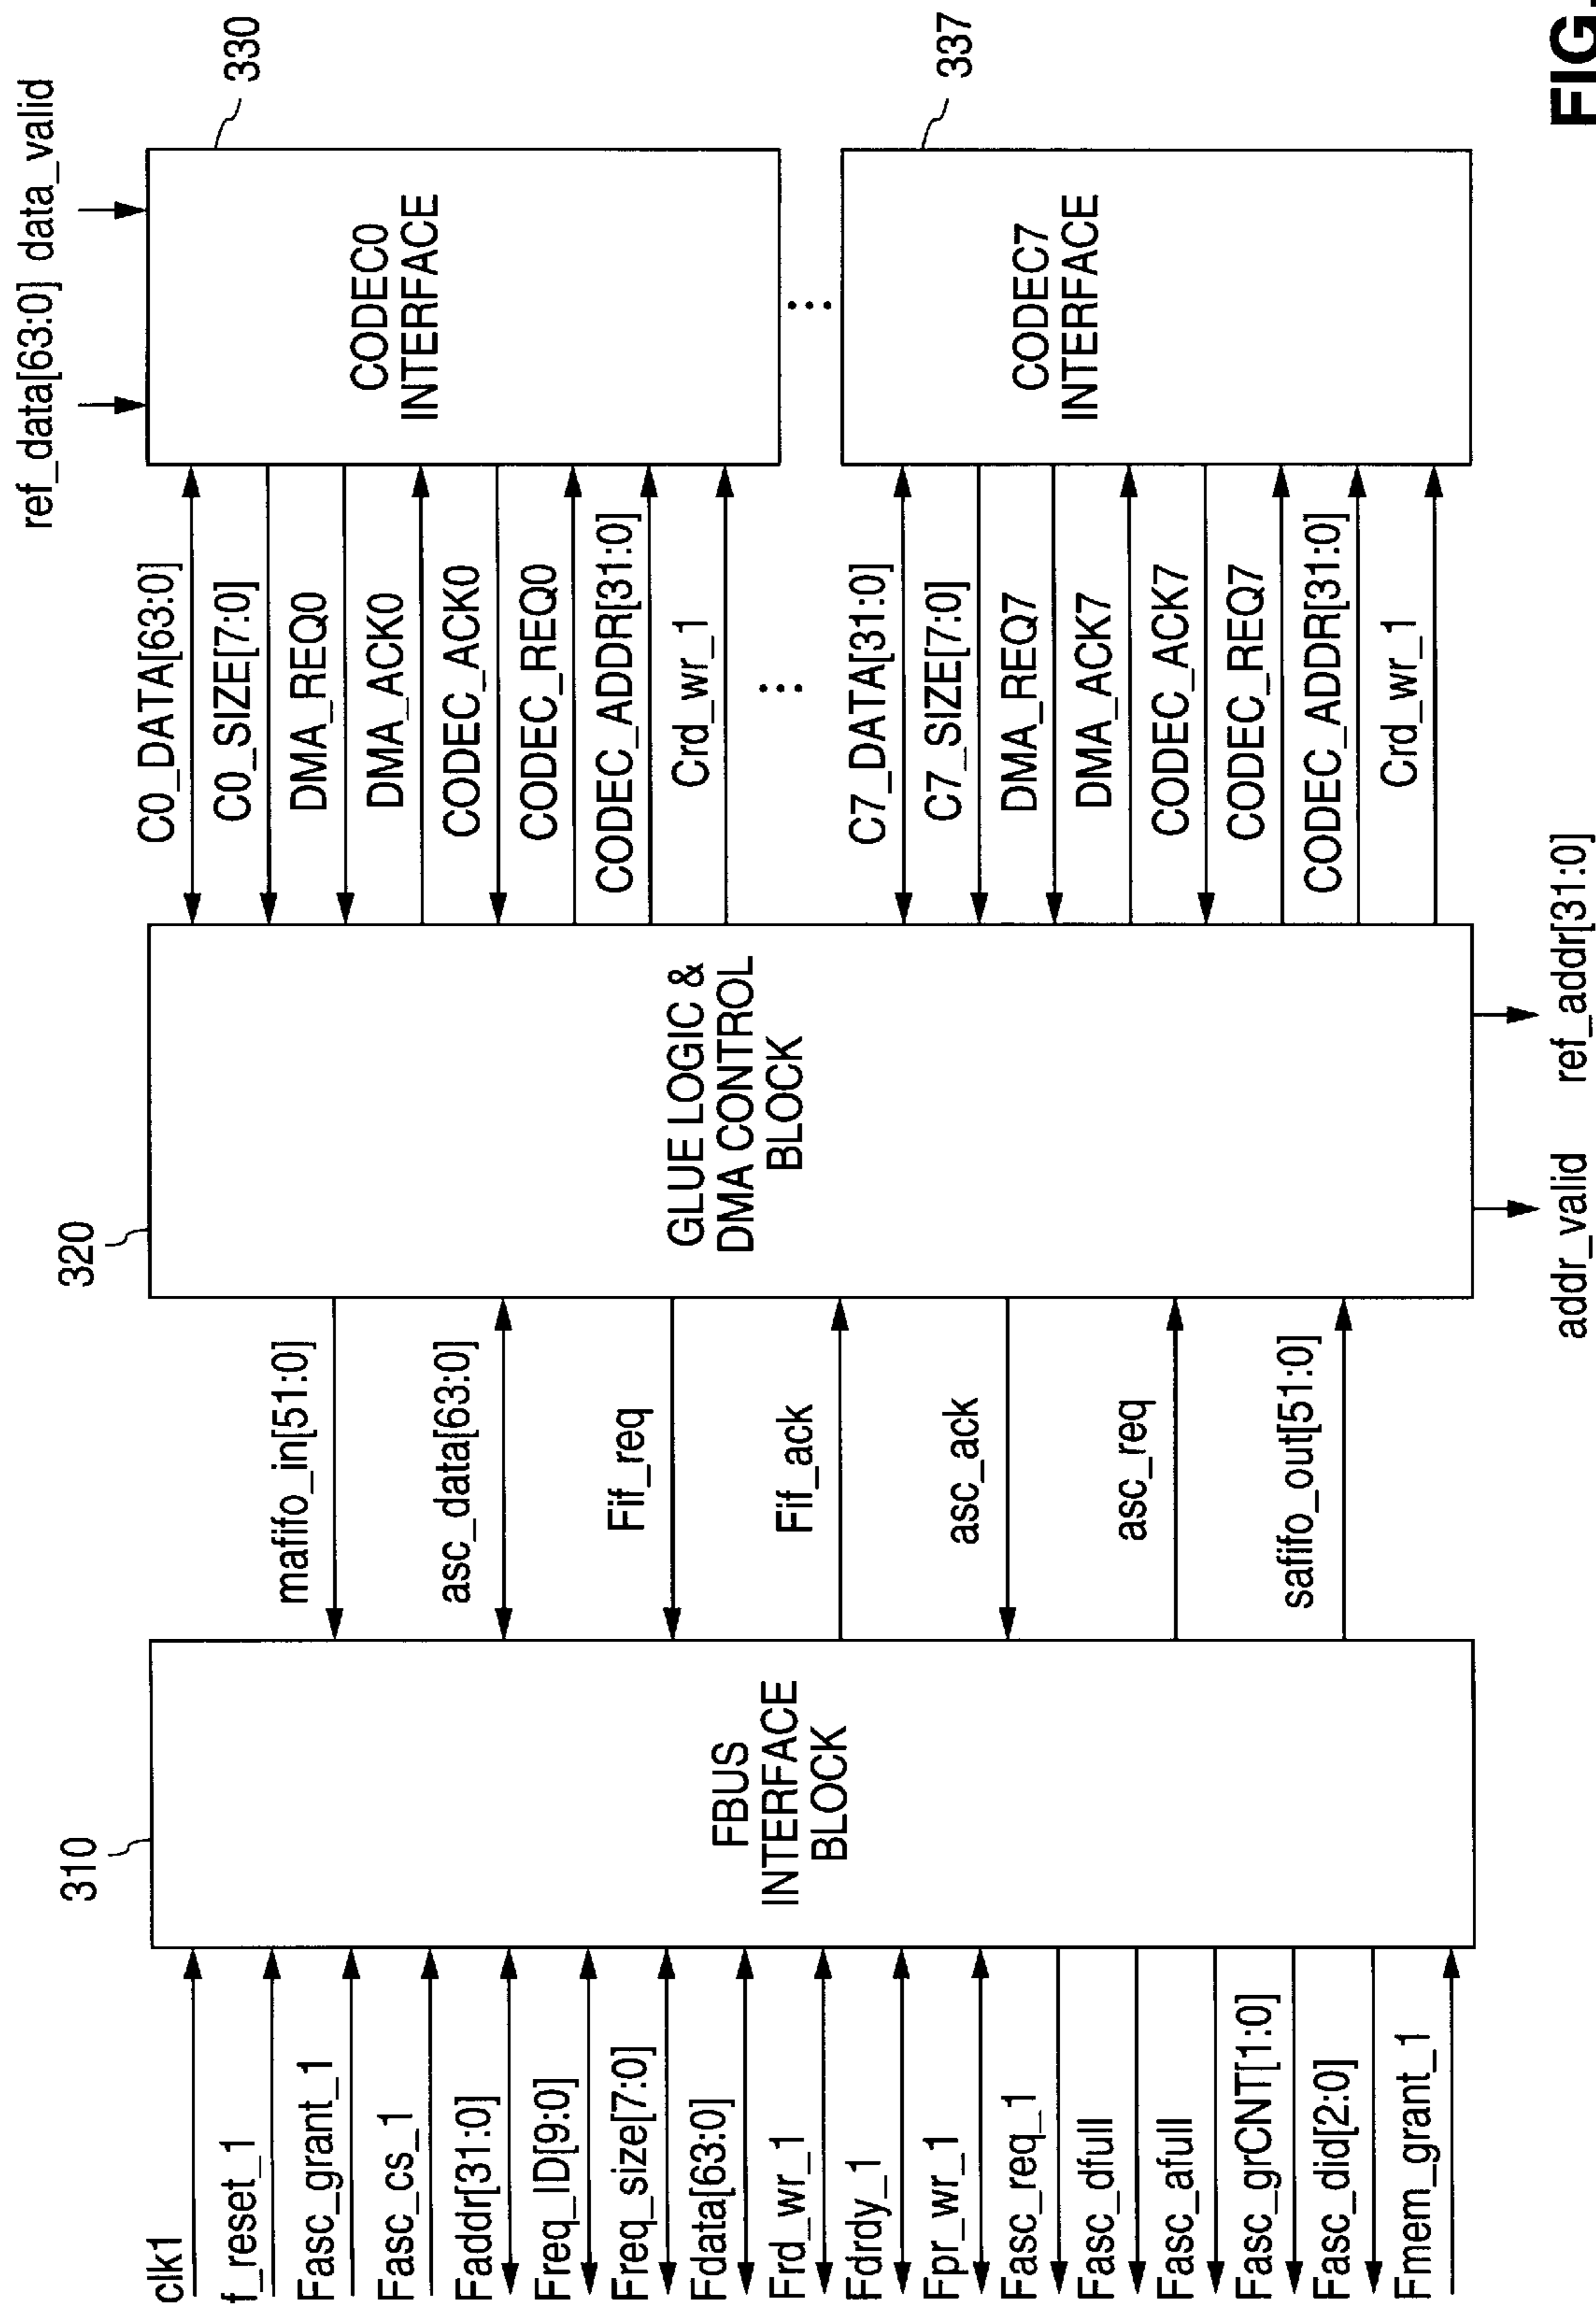 clk1
f_reset_1
Fasc_grant_1
Fasc_cs_1
Faddr[31:0]
Freq_ID[9:0]
Freq_size[7:0]
Fdata[63:0]
Frd_wr_1
Fdrdy_1
Fpr_wr_1
Fasc_req_1
Fasc_dfull
Fasc_afull
Fasc_grCNT[1:0]
Fasc_did[2:0]
Fmem_grant_1
310
FBUS
INTERFACE
BLOCK
mafifo_in[51:0]
asc_data[63:0]
Fif_req
Fif_ack
asc_ack
asc_req
safifo_out[51:0]
320
GLUE LOGIC &
DMA CONTROL
BLOCK
addr_valid
ref_addr[31:0]
C0_DATA[63:0]
C0_SIZE[7:0]
DMA_REQ0
DMA_ACK0
CODEC_ACK0
CODEC_REQ0
CODEC_ADDR[31:0]
Crd_wr_1
C7_DATA[31:0]
C7_SIZE[7:0]
DMA_REQ7
DMA_ACK7
CODEC_ACK7
CODEC_REQ7
CODEC_ADDR[31:0]
Crd_wr_1
ref_data[63:0] data_valid
CODEC0
INTERFACE
330
CODEC7
INTERFACE
337
FIG.